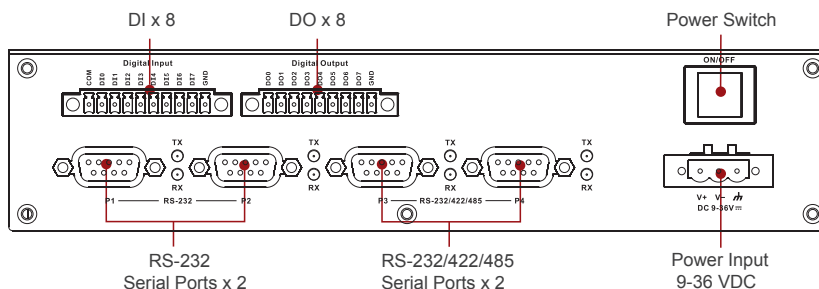 DI x 8
DO x 8
Power Switch
Digital Input
Digital Output
ON/OFF
COM DI0 DI1 DI2 DI3 DI4 DI5 DI6 DI7 GND
DO0 DO1 DO2 DO3 DO4 DO5 DO6 DO7 GND
TX TX TX TX
RX RX RX RX
P1 RS-232 P2
P3 RS-232/422/485 P4
V+ V−
DC 9-36V
RS-232
Serial Ports x 2
RS-232/422/485
Serial Ports x 2
Power Input
9-36 VDC